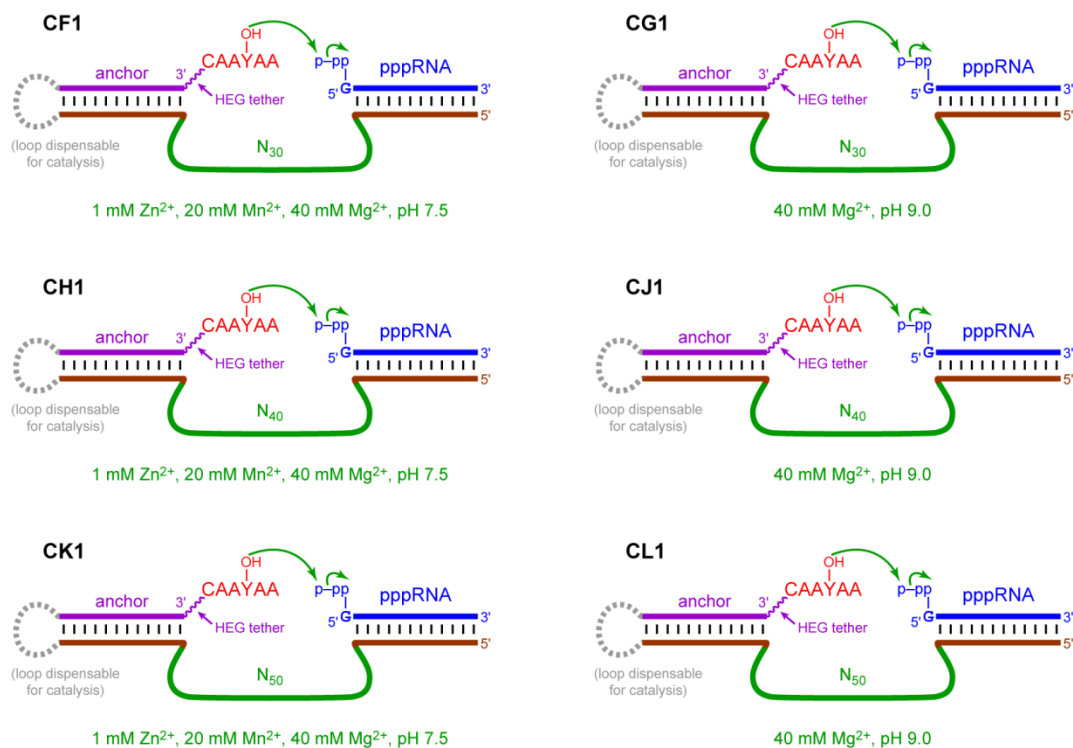 CF1
OH
CAAYAA
p–pp
anchor
3'
pppRNA
5'
G
3'
HEG tether
5'
(loop dispensable
for catalysis)
N30
1 mM Zn2+, 20 mM Mn2+, 40 mM Mg2+, pH 7.5
CG1
OH
CAAYAA
p–pp
anchor
3'
pppRNA
5'
G
3'
HEG tether
5'
(loop dispensable
for catalysis)
N30
40 mM Mg2+, pH 9.0
CH1
OH
CAAYAA
p–pp
anchor
3'
pppRNA
5'
G
3'
HEG tether
5'
(loop dispensable
for catalysis)
N40
1 mM Zn2+, 20 mM Mn2+, 40 mM Mg2+, pH 7.5
CJ1
OH
CAAYAA
p–pp
anchor
3'
pppRNA
5'
G
3'
HEG tether
5'
(loop dispensable
for catalysis)
N40
40 mM Mg2+, pH 9.0
CK1
OH
CAAYAA
p–pp
anchor
3'
pppRNA
5'
G
3'
HEG tether
5'
(loop dispensable
for catalysis)
N50
1 mM Zn2+, 20 mM Mn2+, 40 mM Mg2+, pH 7.5
CL1
OH
CAAYAA
p–pp
anchor
3'
pppRNA
5'
G
3'
HEG tether
5'
(loop dispensable
for catalysis)
N50
40 mM Mg2+, pH 9.0